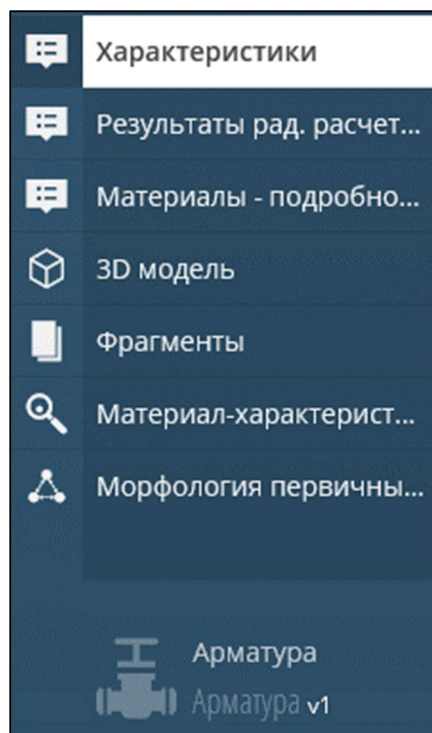 Характеристики
Результаты рад. расчет...
Материалы - подробно...
3D модель
Фрагменты
Материал-характерист...
Морфология первичны...
Арматура
Арматура v1